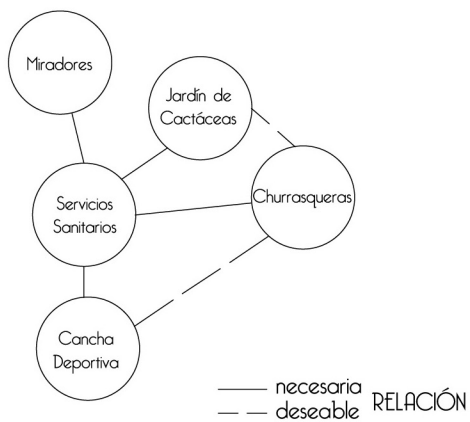 Miradores
Jardín de
Cactáceas
Churrasqueras
Servicios
Sanitarios
Cancha
Deportiva
necesaria
deseable
RELACIÓN